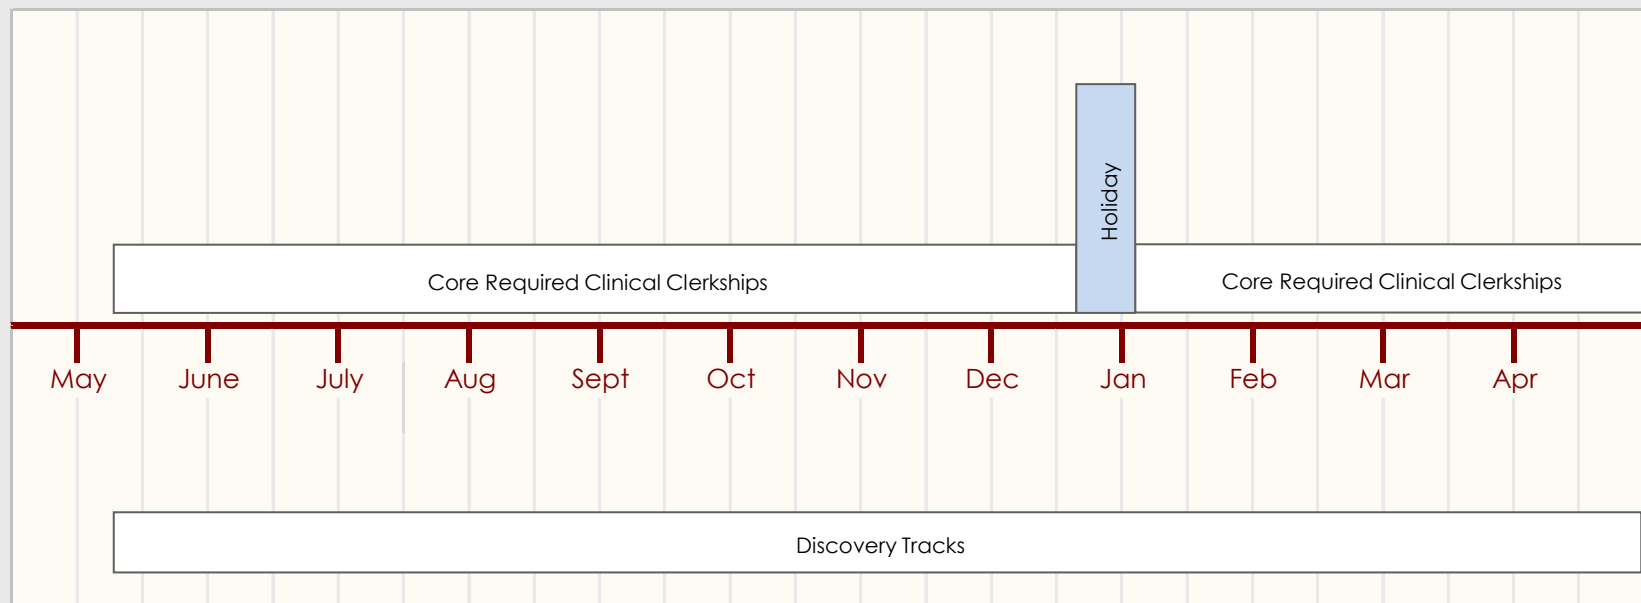 Holiday
Core Required Clinical Clerkships
Core Required Clinical Clerkships
May June July Aug Sept Oct Nov Dec Jan Feb Mar Apr
Discovery Tracks